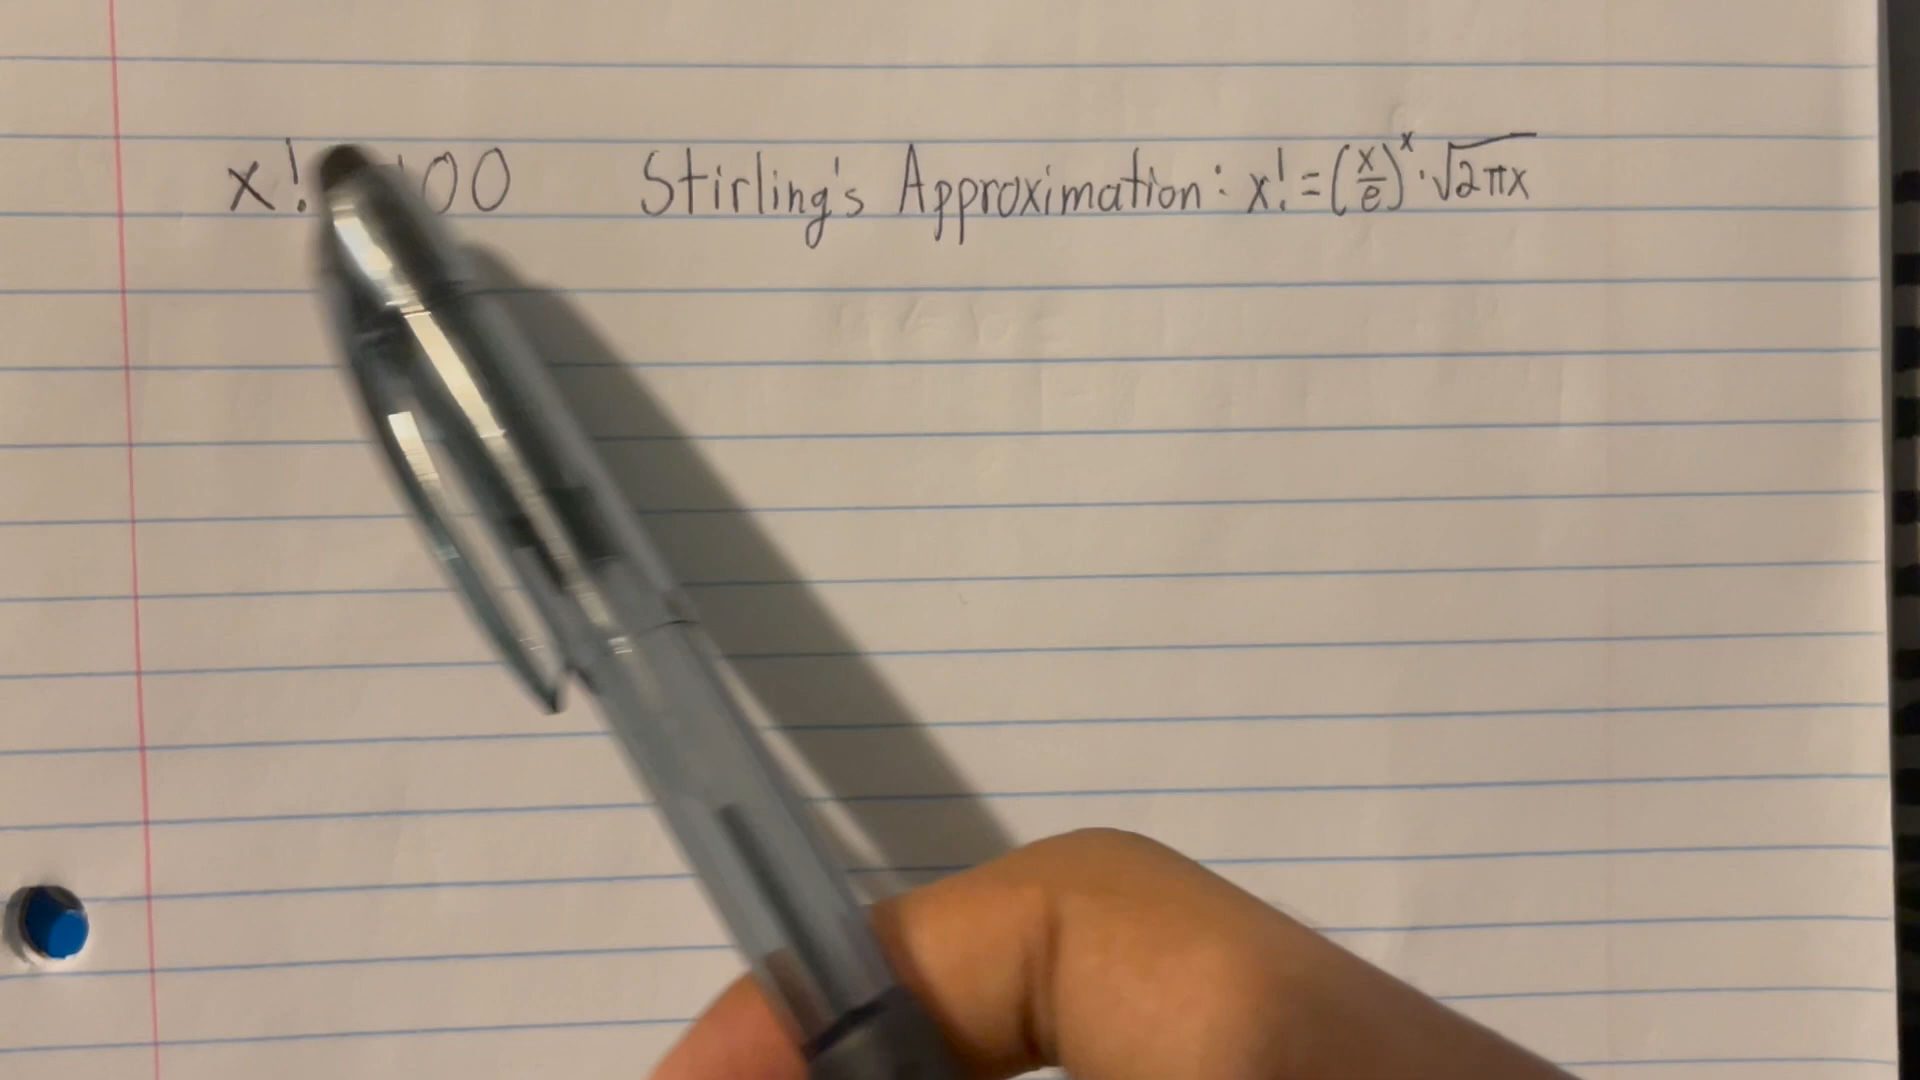 x! 00 Stirling's Approximation: x! = (x/e)^x · √2πx